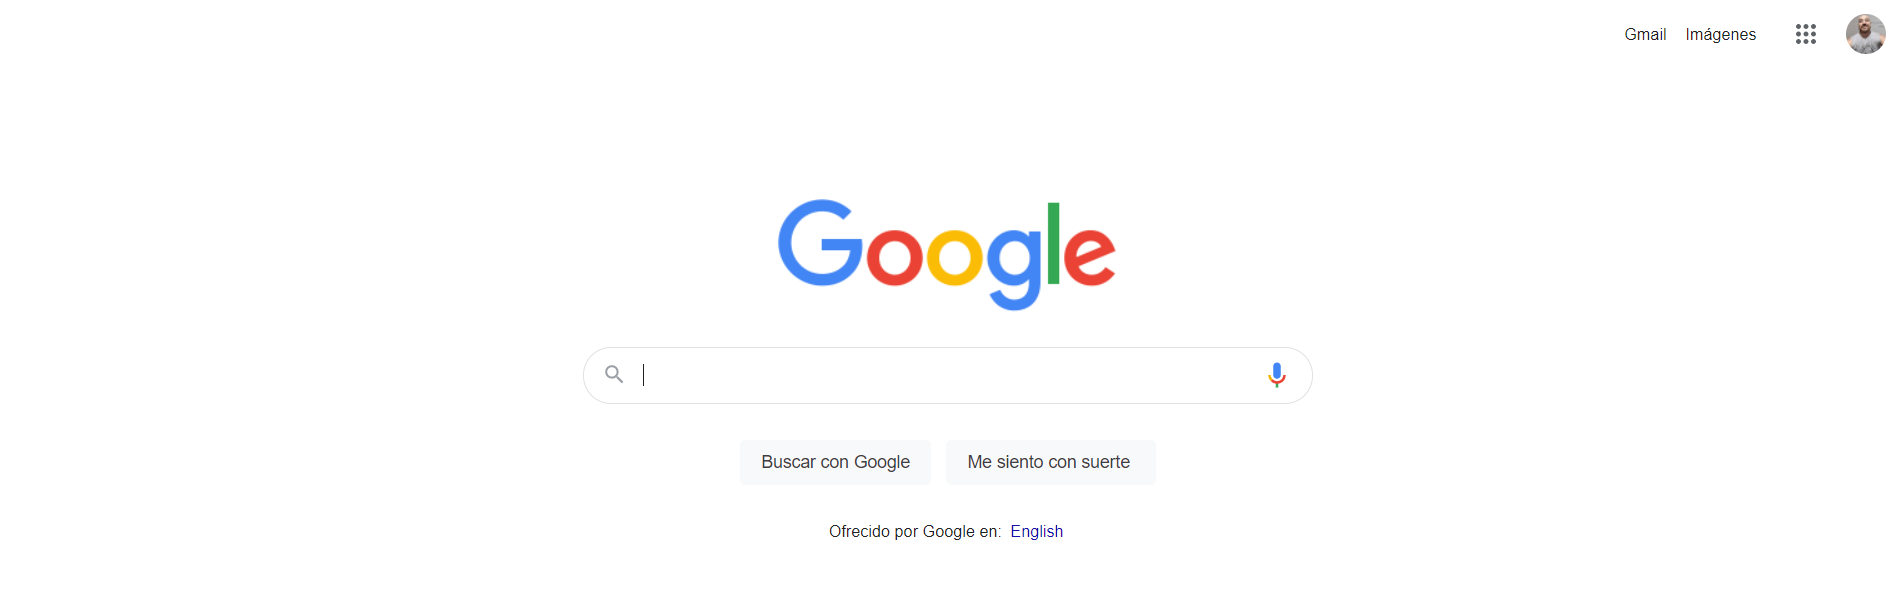 Gmail Imágenes
Google
Buscar con Google Me siento con suerte
Ofrecido por Google en: English